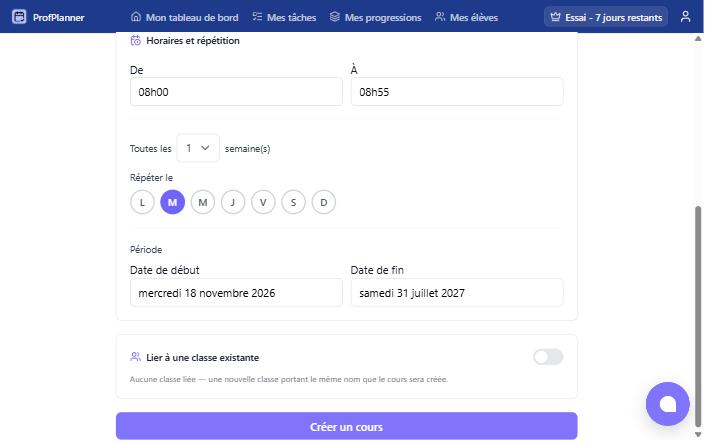 ProfPlanner Mon tableau de bord Mes tâches Mes progressions Mes élèves Essai - 7 jours restants
Horaires et répétition
De À
08h00 08h55
Toutes les 1 semaine(s)
Répéter le
L M M J V S D
Période
Date de début Date de fin
mercredi 18 novembre 2026 samedi 31 juillet 2027
Lier à une classe existante
Aucune classe liée — une nouvelle classe portant le même nom que le cours sera créée.
Créer un cours